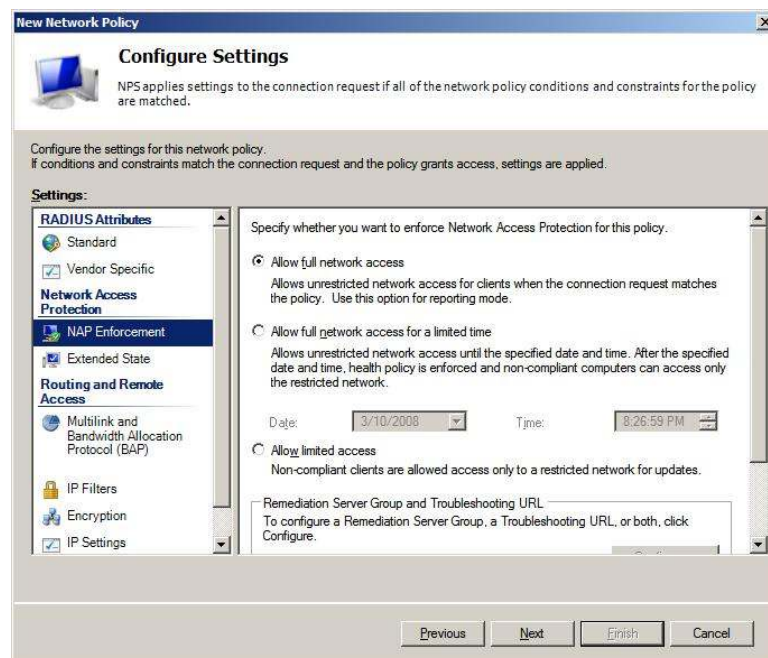 New Network Policy
Configure Settings
NPS applies settings to the connection request if all of the network policy conditions and constraints for the policy
are matched.
Configure the settings for this network policy.
If conditions and constraints match the connection request and the policy grants access, settings are applied.
Settings:
RADIUS Attributes
Standard
Vendor Specific
Network Access
Protection
NAP Enforcement
Extended State
Routing and Remote
Access
Multilink and
Bandwidth Allocation
Protocol (BAP)
IP Filters
Encryption
IP Settings
Specify whether you want to enforce Network Access Protection for this policy.
Allow full network access
Allows unrestricted network access for clients when the connection request matches
the policy. Use this option for reporting mode.
Allow full network access for a limited time
Allows unrestricted network access until the specified date and time. After the specified
date and time, health policy is enforced and non-compliant computers can access only
the restricted network.
Date: 3/10/2008 Time: 8:26:59 PM
Allow limited access
Non-compliant clients are allowed access only to a restricted network for updates.
Remediation Server Group and Troubleshooting URL
To configure a Remediation Server Group, a Troubleshooting URL, or both, click
Configure.
Previous Next Finish Cancel